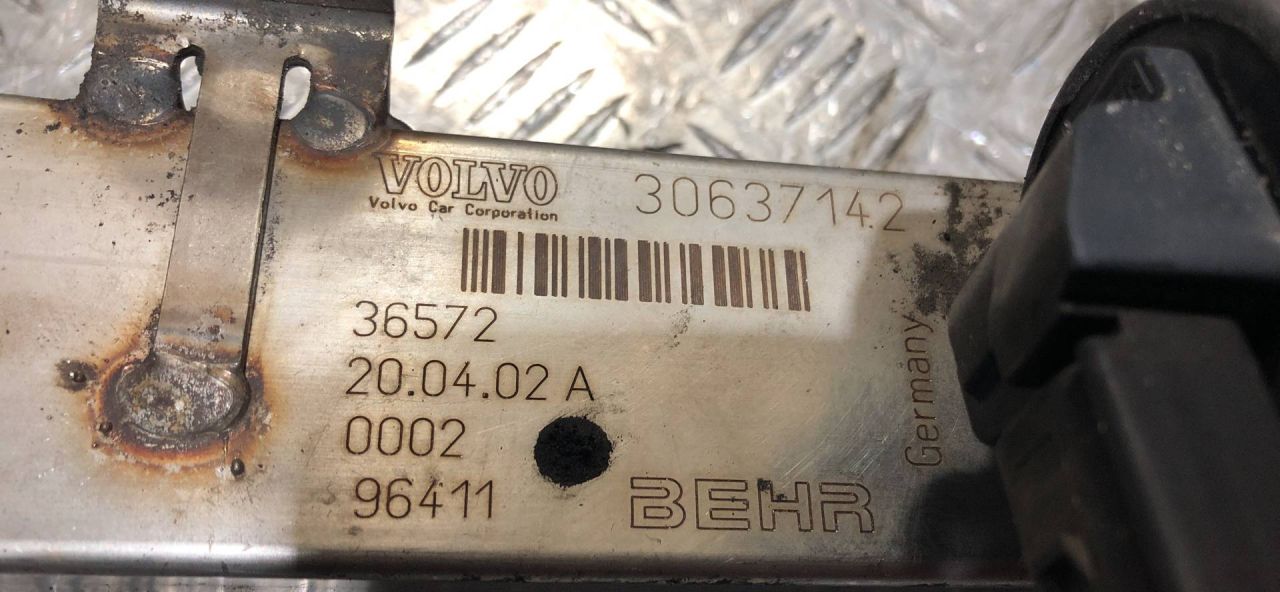 VOLVO
Volvo Car Corporation
30637142
36572
20.04.02 A
0002
96411
BEHR
Germany